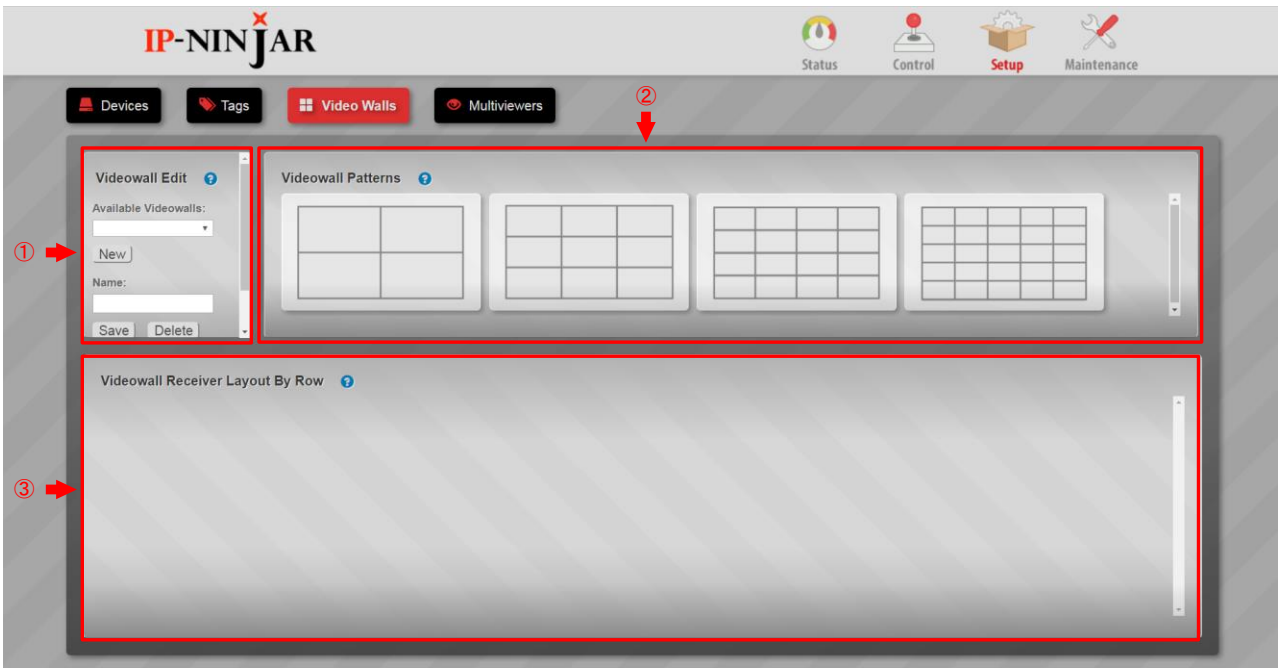 IP-NINJAR
Status
Control
Setup
Maintenance
Devices
Tags
Video Walls
Multiviewers
②
①
Videowall Edit ?
Available Videowalls:
New
Name:
Save Delete
Videowall Patterns ?
③
Videowall Receiver Layout By Row ?